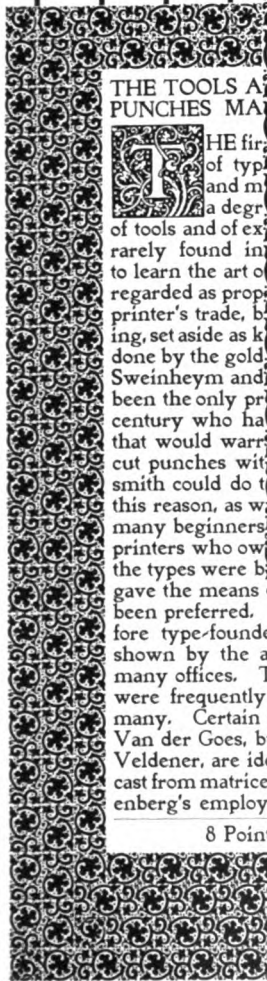 THE TOOLS A
PUNCHES MA
THE fir
of typ
and m
a degr
of tools and of ex
rarely found in
to learn the art o
regarded as prop
printer's trade, b
ing, set aside as k
done by the gold
Sweinheym and
been the only pr
century who ha
that would warr
cut punches wit
smith could do t
this reason, as w
many beginners
printers who ow
the types were b
gave the means
been preferred.
fore type-founde
shown by the a
many offices. T
were frequently
many. Certain
Van der Goes, b
Veldener, are ide
cast from matrice
enberg's employ
8 Poin